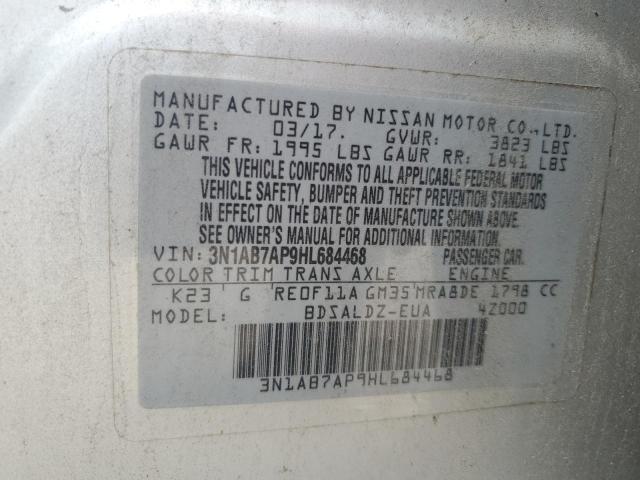 MANUFACTURED BY NISSAN MOTOR CO., LTD.
DATE: 03/17. GVWR: 3823 LBS
GAWR FR: 1995 LBS GAWR RR: 1841 LBS
THIS VEHICLE CONFORMS TO ALL APPLICABLE FEDERAL MOTOR
VEHICLE SAFETY, BUMPER AND THEFT PREVENTION STANDARDS
IN EFFECT ON THE DATE OF MANUFACTURE SHOWN ABOVE.
SEE OWNER'S MANUAL FOR ADDITIONAL INFORMATION.
VIN: 3N1AB7AP9HL684468 PASSENGER CAR.
COLOR TRIM TRANS AXLE ENGINE
K23 G RE0F11A GM35 MRA8DE 1798 CC
MODEL: BDSALDZ-EUA 4Z000
3N1AB7AP9HL684468